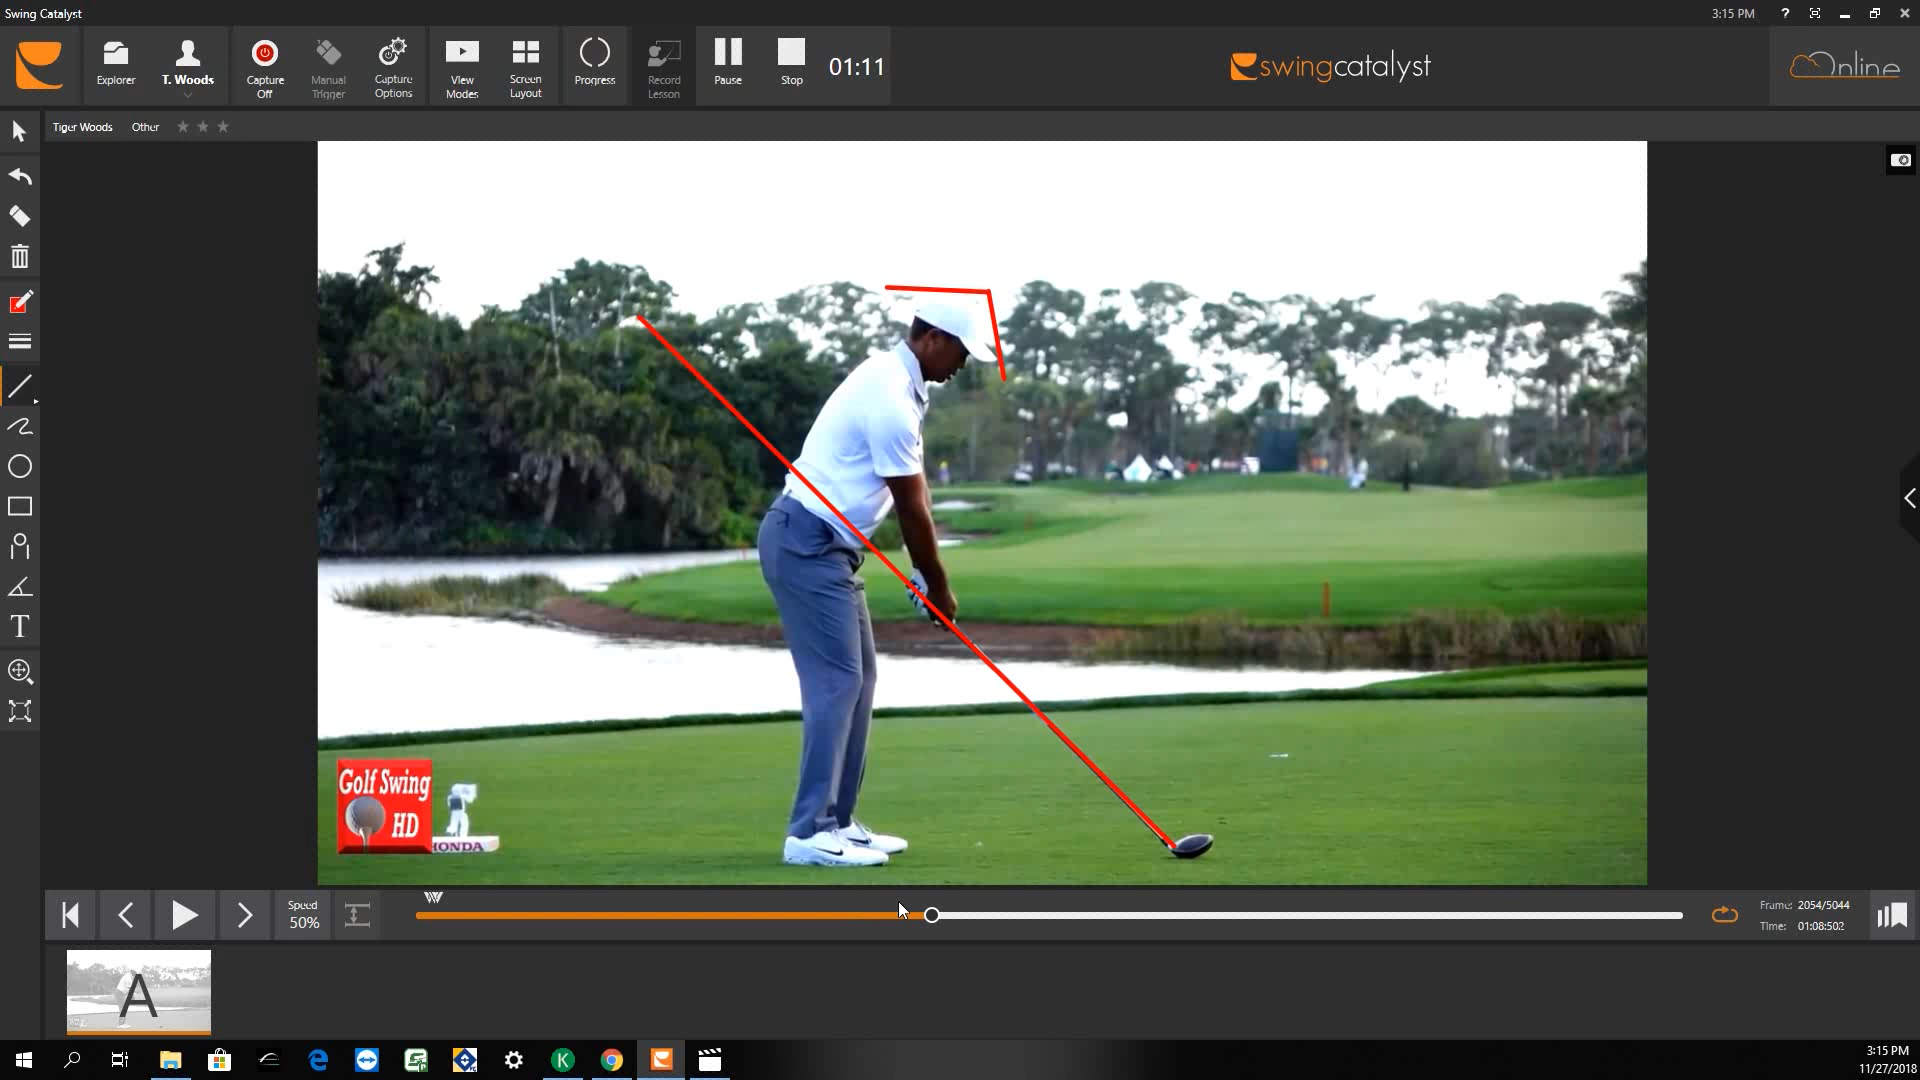 Swing Catalyst
3:15 PM
?
Explorer
T. Woods
Capture
Off
Manual
Trigger
Capture
Options
View
Modes
Screen
Layout
Progress
Record
Lesson
Pause
Stop
01:11
swingcatalyst
Online
Tiger Woods
Other
T
Golf Swing
HD
HONDA
Speed
50%
Frame: 2054/5044
Time: 01:08:502
A
K
3:15 PM
11/27/2018